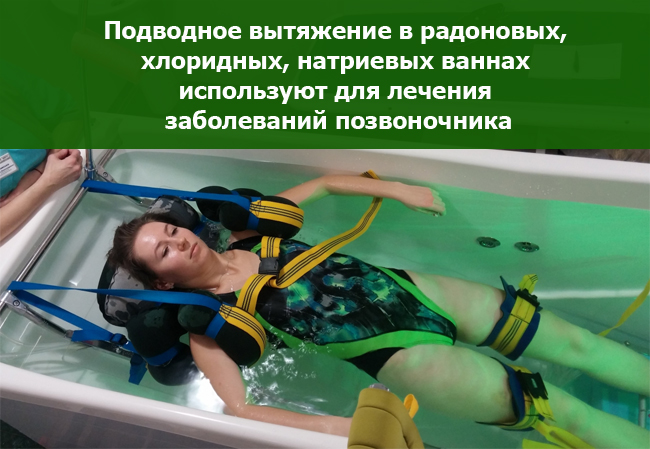 Подводное вытяжение в радоновых,
хлоридных, натриевых ваннах
используют для лечения
заболеваний позвоночника